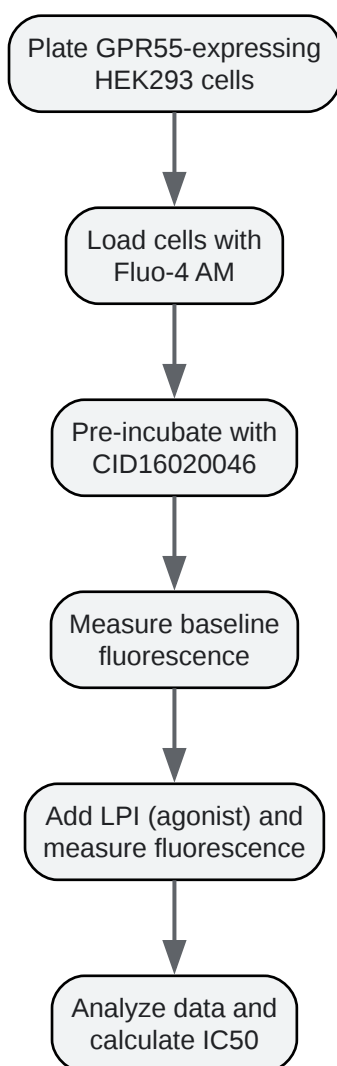 Plate GPR55-expressing
HEK293 cells
Load cells with
Fluo-4 AM
Pre-incubate with
CID16020046
Measure baseline
fluorescence
Add LPI (agonist) and
measure fluorescence
Analyze data and
calculate IC50